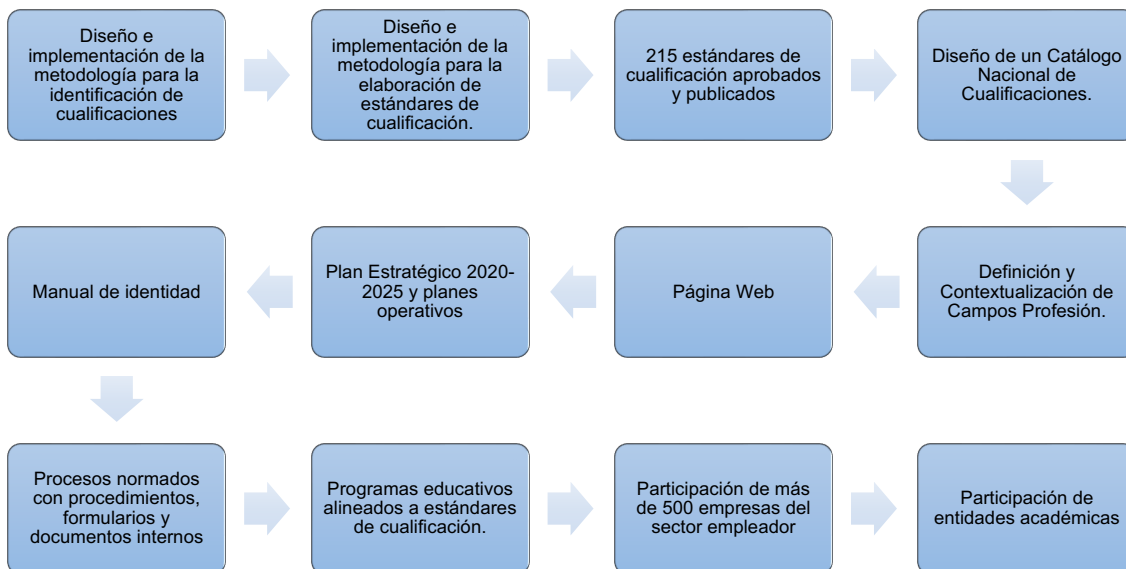 Diseño e
implementación de la
metodología para la
identificación de
cualificaciones
Diseño e
implementación de la
metodología para la
elaboración de
estándares de
cualificación.
215 estándares de
cualificación aprobados
y publicados
Diseño de un Catálogo
Nacional de
Cualificaciones.
Definición y
Contextualización de
Campos Profesión.
Página Web
Plan Estratégico 2020-
2025 y planes
operativos
Manual de identidad
Procesos normados
con procedimientos,
formularios y
documentos internos
Programas educativos
alineados a estándares
de cualificación.
Participación de más
de 500 empresas del
sector empleador
Participación de
entidades académicas